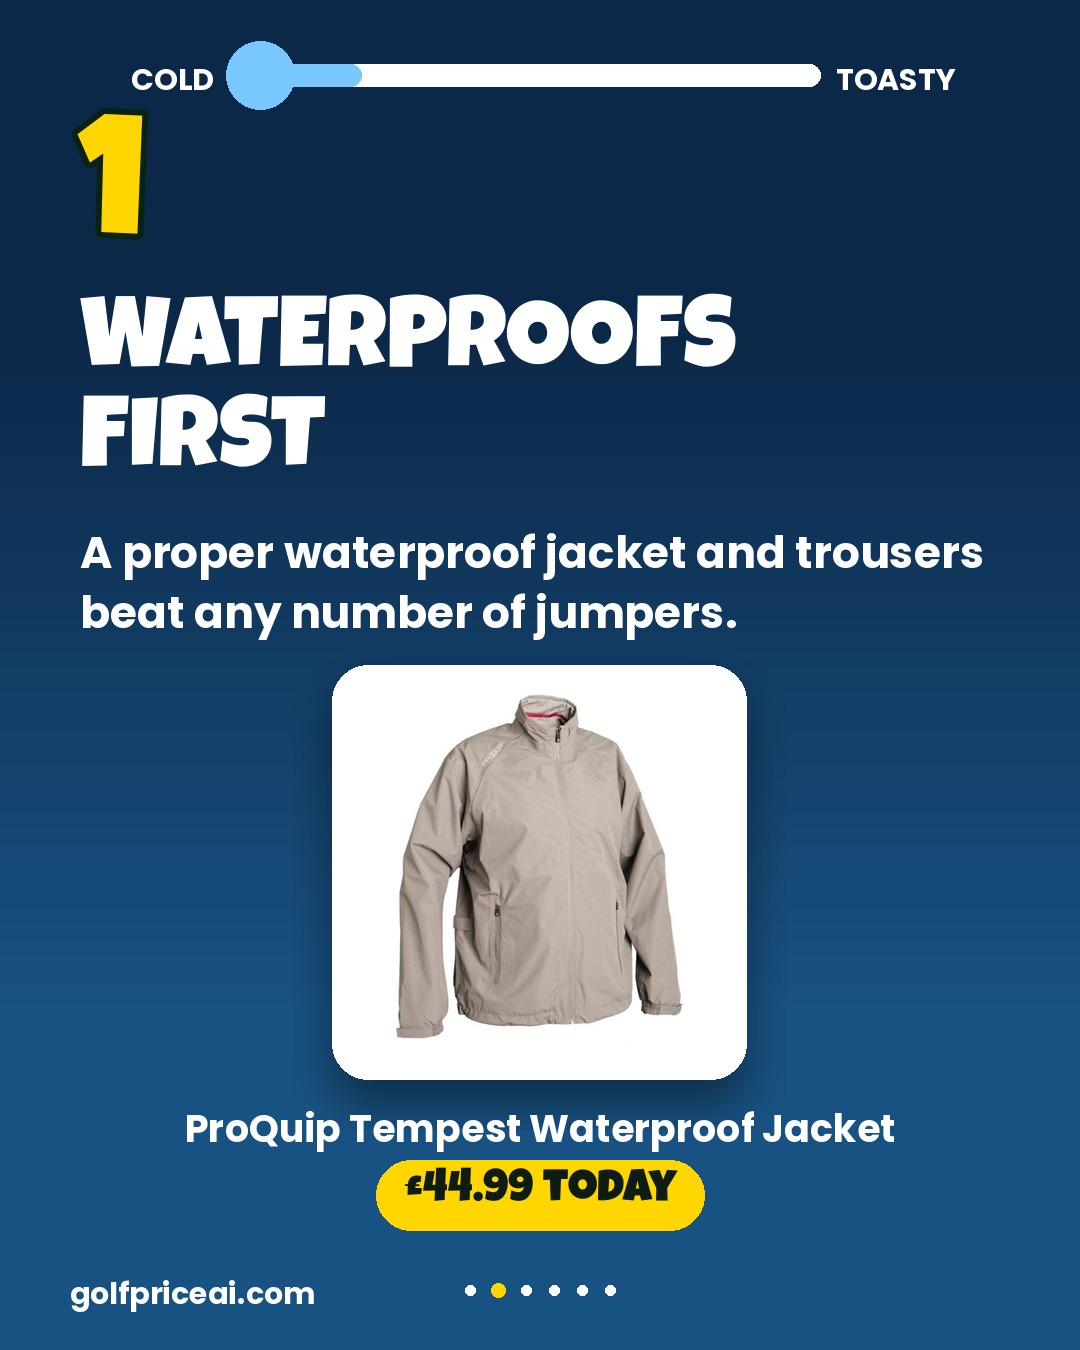 COLD TOASTY
1
WATERPROOFS
FIRST
A proper waterproof jacket and trousers
beat any number of jumpers.
ProQuip Tempest Waterproof Jacket
£44.99 TODAY
golfpriceai.com